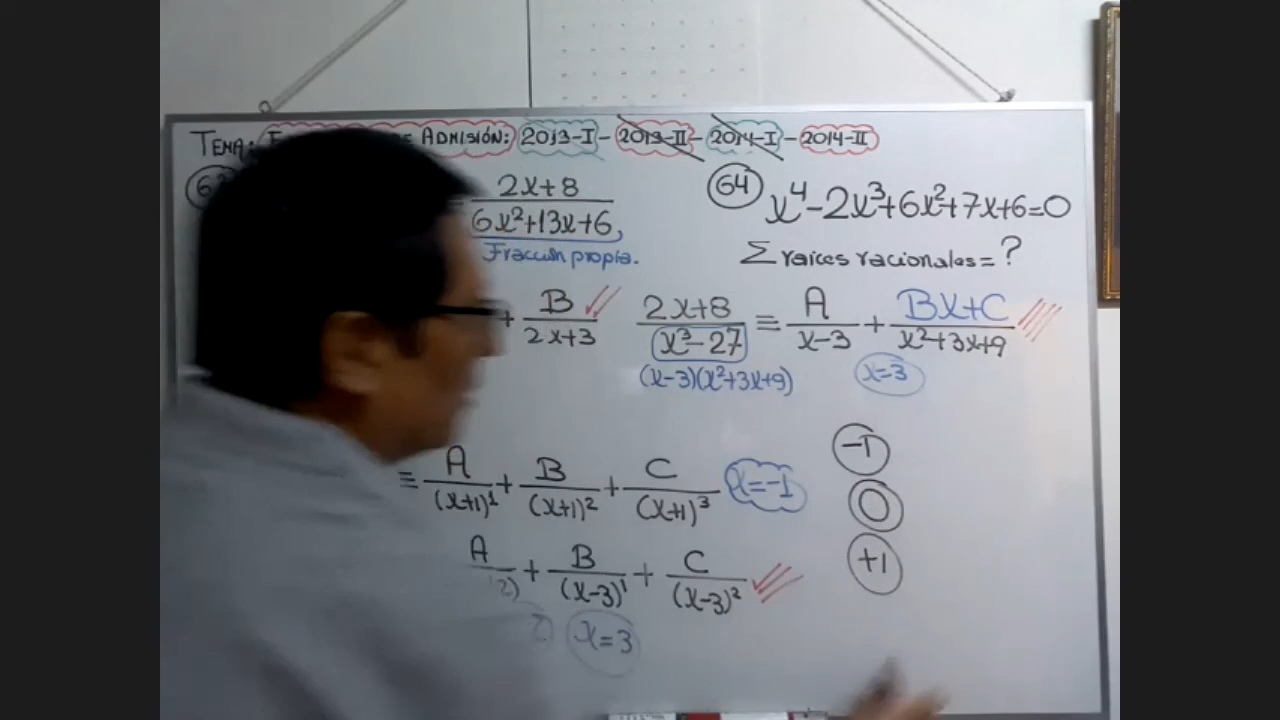 TEMA: DE ADMISIÓN: 2013-I - 2013-II - 2014-I - 2014-II
2x+8
6x²+13x+6
Fracción propia.
+ B / 2x+3
64
x⁴-2x³+6x²+7x+6=0
Σ raíces racionales = ?
2x+8 / x³-27 ≡ A / x-3 + Bx+C / x²+3x+9
(x-3)(x²+3x+9)
x=3
≡ A / (x+1)¹ + B / (x+1)² + C / (x+1)³
x=-1
A + B / (x-3)¹ + C / (x-3)²
x=3
-1
0
+1